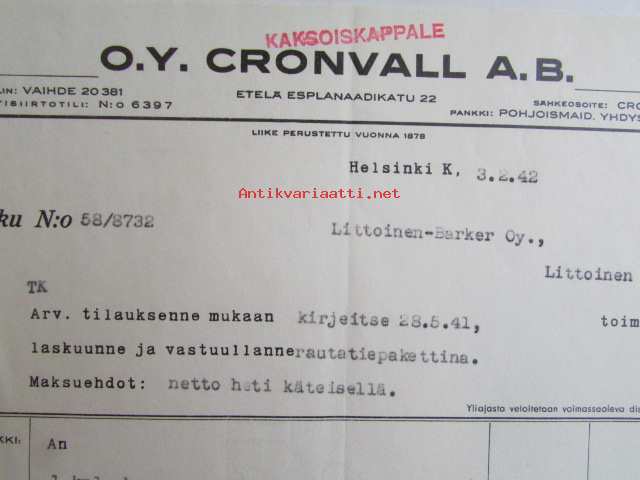 KAKSOISKAPPALE
O.Y. CRONVALL A.B.
LIN: VAIHDE 20 381
TISIIRTOTILI: N:o 6397
ETELÄ ESPLANAADIKATU 22
SÄHKEOSOITE: CRO
PANKKI: POHJOISMAID. YHDYS
LIIKE PERUSTETTU VUONNA 1878
Helsinki K, 3.2.42
Antikvariaatti.net
ku N:o 58/8732
Littoinen-Barker Oy.,
Littoinen
TK
Arv. tilauksenne mukaan kirjeitse 28.5.41, toim
laskuunne ja vastuullanne rautatiepakettina.
Maksuehdot: netto heti käteisellä.
Yliajasta veloitetaan voimassaoleva dis
KKI: An